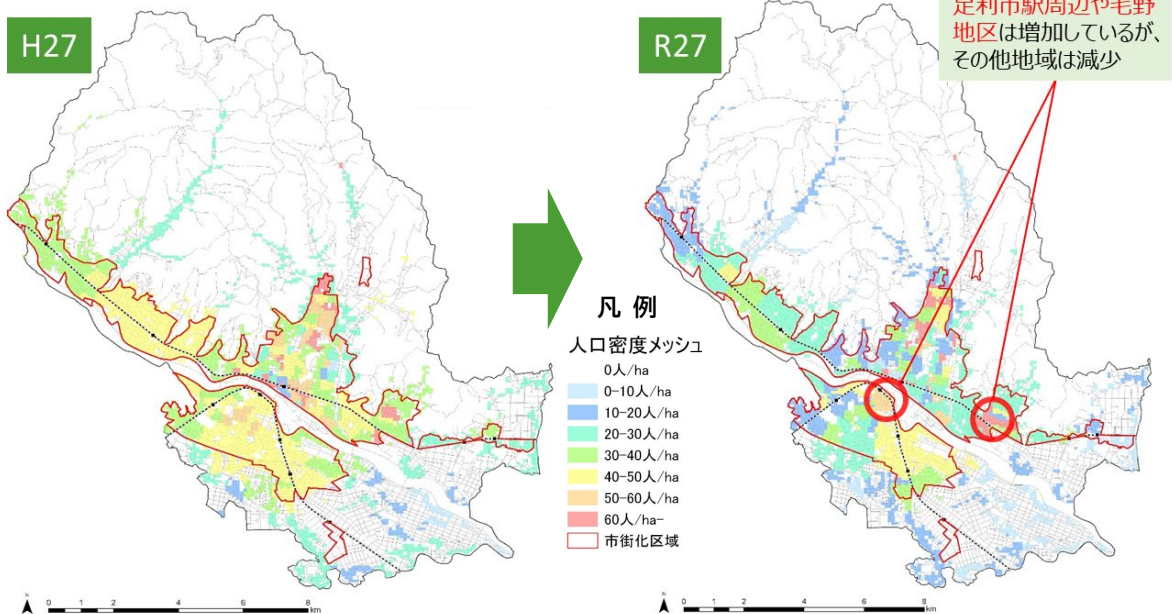 H27
R27
足利市駅周辺や毛野
地区は増加しているが、
その他地域は減少
凡 例
人口密度メッシュ
0人/ha
0-10人/ha
10-20人/ha
20-30人/ha
30-40人/ha
40-50人/ha
50-60人/ha
60人/ha-
市街化区域
N
0 1 2 4 6 8
km
N
0 1 2 4 6 8
km